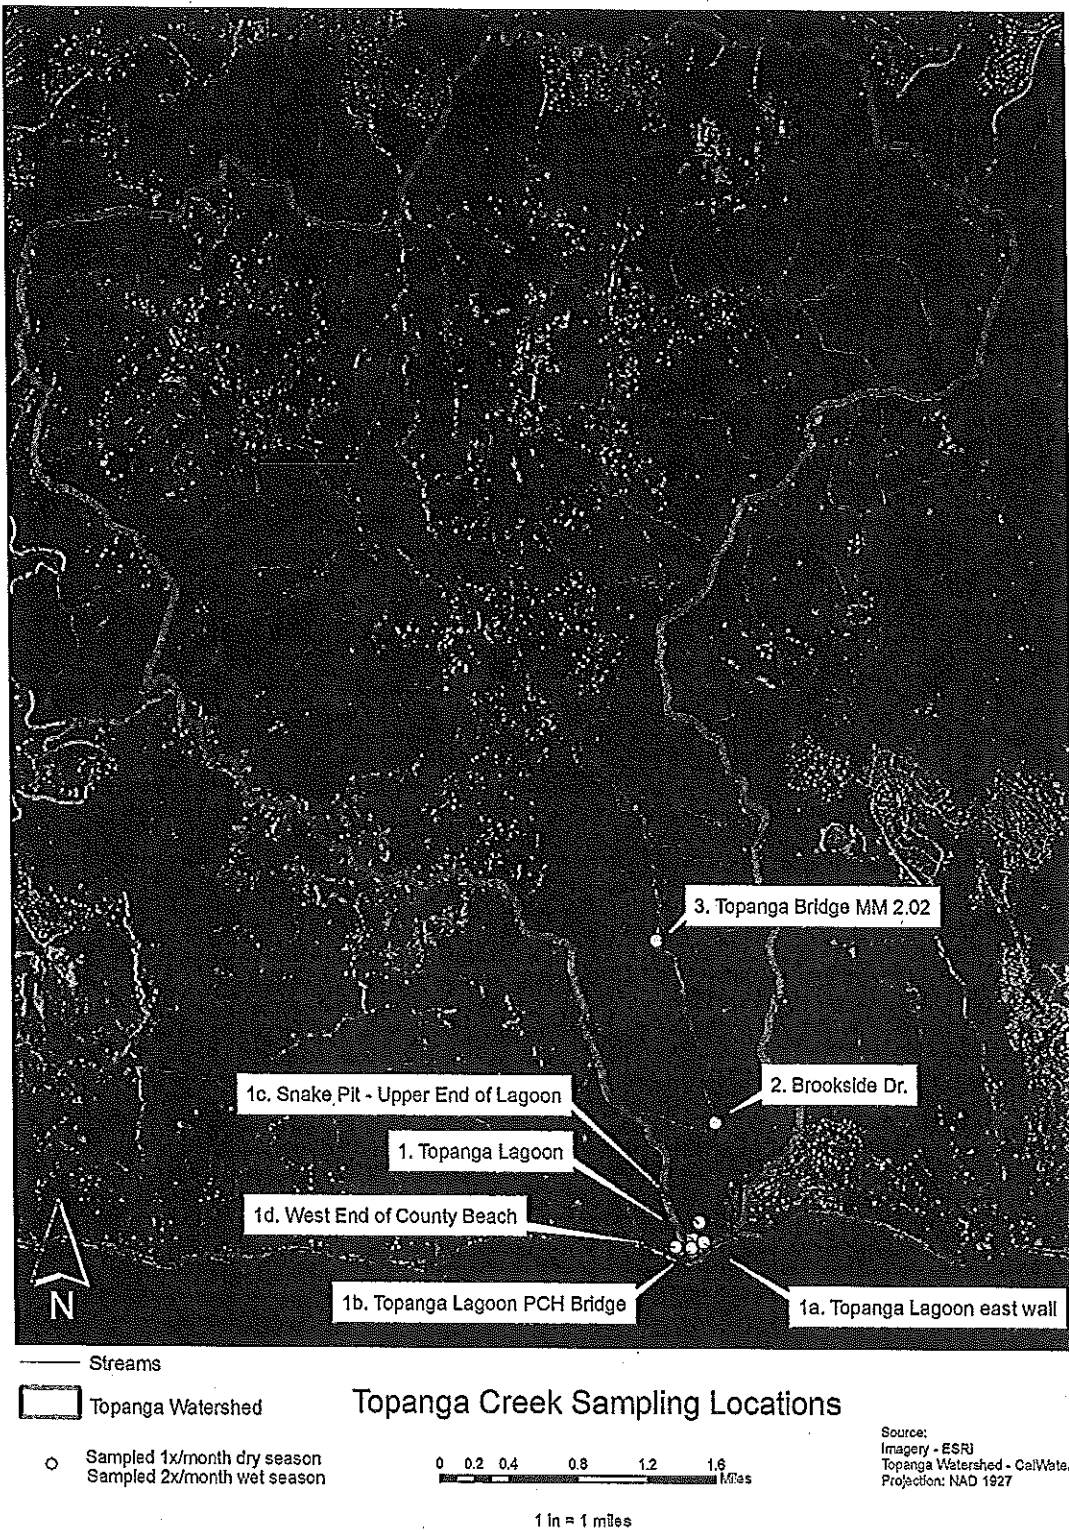 3. Topanga Bridge MM 2.02
1c. Snake Pit - Upper End of Lagoon
2. Brookside Dr.
1. Topanga Lagoon
1d. West End of County Beach
1b. Topanga Lagoon PCH Bridge
1a. Topanga Lagoon east wall
N
Streams
Topanga Watershed
Topanga Creek Sampling Locations
Sampled 1x/month dry season
Sampled 2x/month wet season
0 0.2 0.4 0.8 1.2 1.6
Miles
Source:
Imagery - ESRI
Topanga Watershed - CalWate
Projection: NAD 1927
1 in = 1 miles